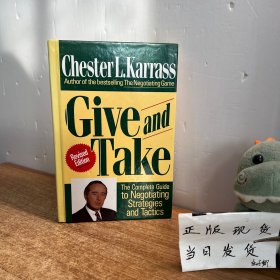 Chester L. Karrass
Author of the bestselling The Negotiating Game
Give and
Take
Revised
Edition
The Complete Guide
to Negotiating
Strategies
and Tactics
正版现货
当日发货